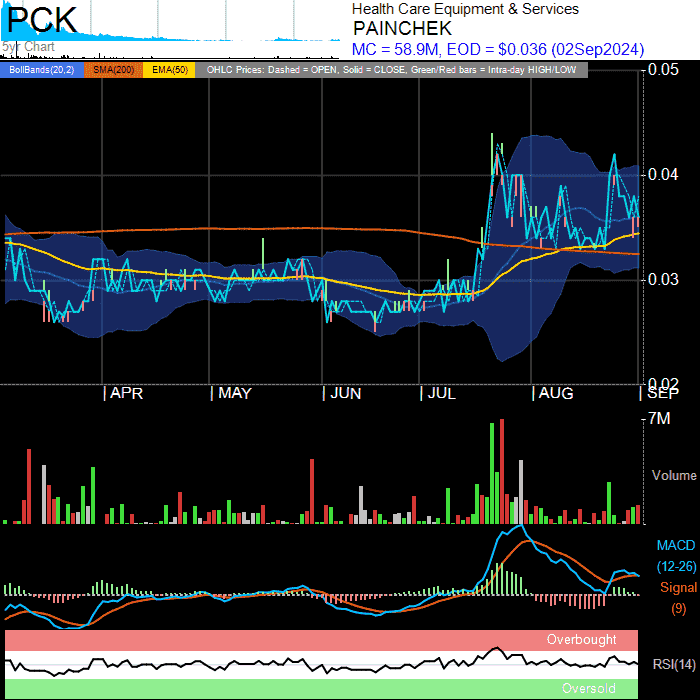 PCK
5yr Chart
Health Care Equipment & Services
PAINCHEK
MC = 58.9M, EOD = $0.036 (02Sep2024)
BollBands(20,2) SMA(200) EMA(50) OHLC Prices: Dashed = OPEN, Solid = CLOSE, Green/Red bars = Intra-day HIGH/LOW
0.05
0.04
0.03
0.02
APR MAY JUN JUL AUG SEP
7M
Volume
MACD
(12-26)
Signal
(9)
Overbought
RSI(14)
Oversold